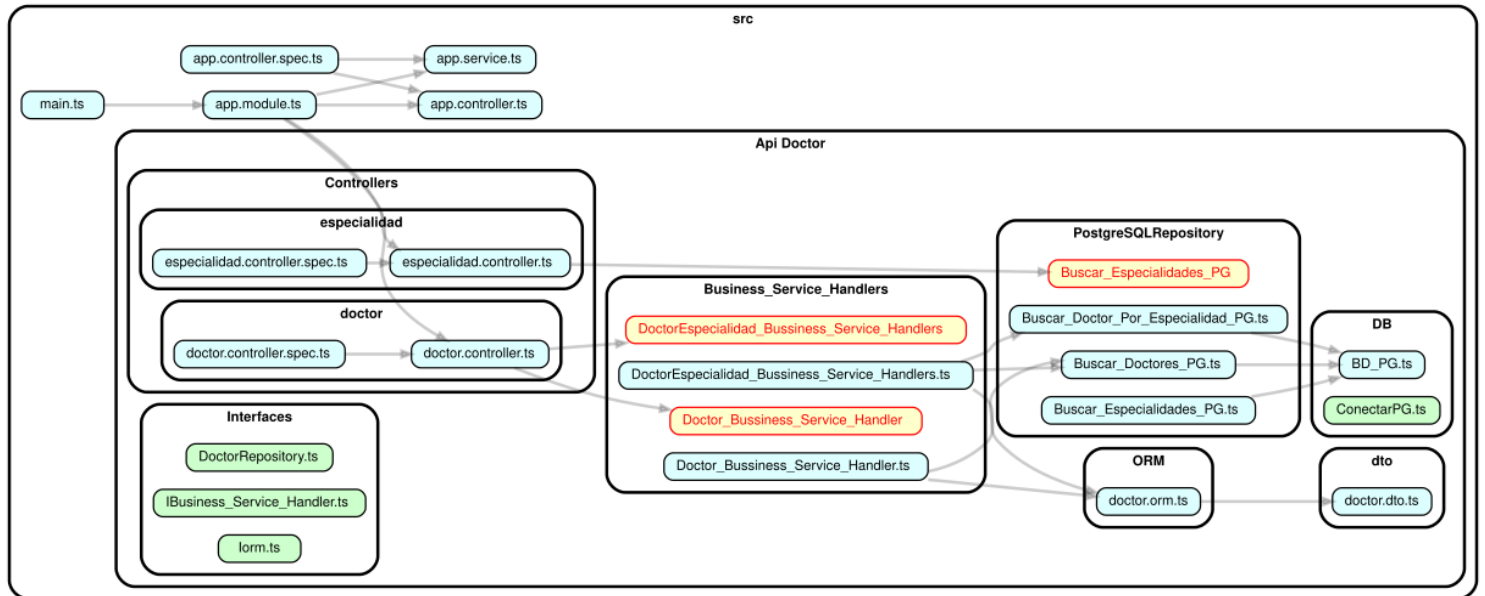 src
app.controller.spec.ts
app.service.ts
main.ts
app.module.ts
app.controller.ts
Api Doctor
Controllers
especialidad
especialidad.controller.spec.ts
especialidad.controller.ts
doctor
doctor.controller.spec.ts
doctor.controller.ts
Interfaces
DoctorRepository.ts
IBusiness_Service_Handler.ts
Iorm.ts
Business_Service_Handlers
DoctorEspecialidad_Bussiness_Service_Handlers
DoctorEspecialidad_Bussiness_Service_Handlers.ts
Doctor_Bussiness_Service_Handler
Doctor_Bussiness_Service_Handler.ts
PostgreSQLRepository
Buscar_Especialidades_PG
Buscar_Doctor_Por_Especialidad_PG.ts
Buscar_Doctores_PG.ts
Buscar_Especialidades_PG.ts
DB
BD_PG.ts
ConectarPG.ts
ORM
doctor.orm.ts
dto
doctor.dto.ts